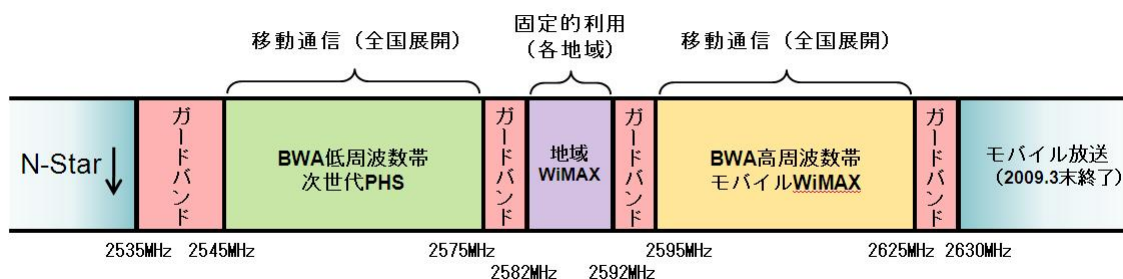 固定的利用
移動通信（全国展開）
（各地域）
移動通信（全国展開）
N-Star↓
ガードバンド
BWA低周波数帯
次世代PHS
ガードバンド
地域
WiMAX
ガードバンド
BWA高周波数帯
モバイルWiMAX
ガードバンド
モバイル放送
（2009.3末終了）
2535MHz
2545MHz
2575MHz
2582MHz
2592MHz
2595MHz
2625MHz
2630MHz